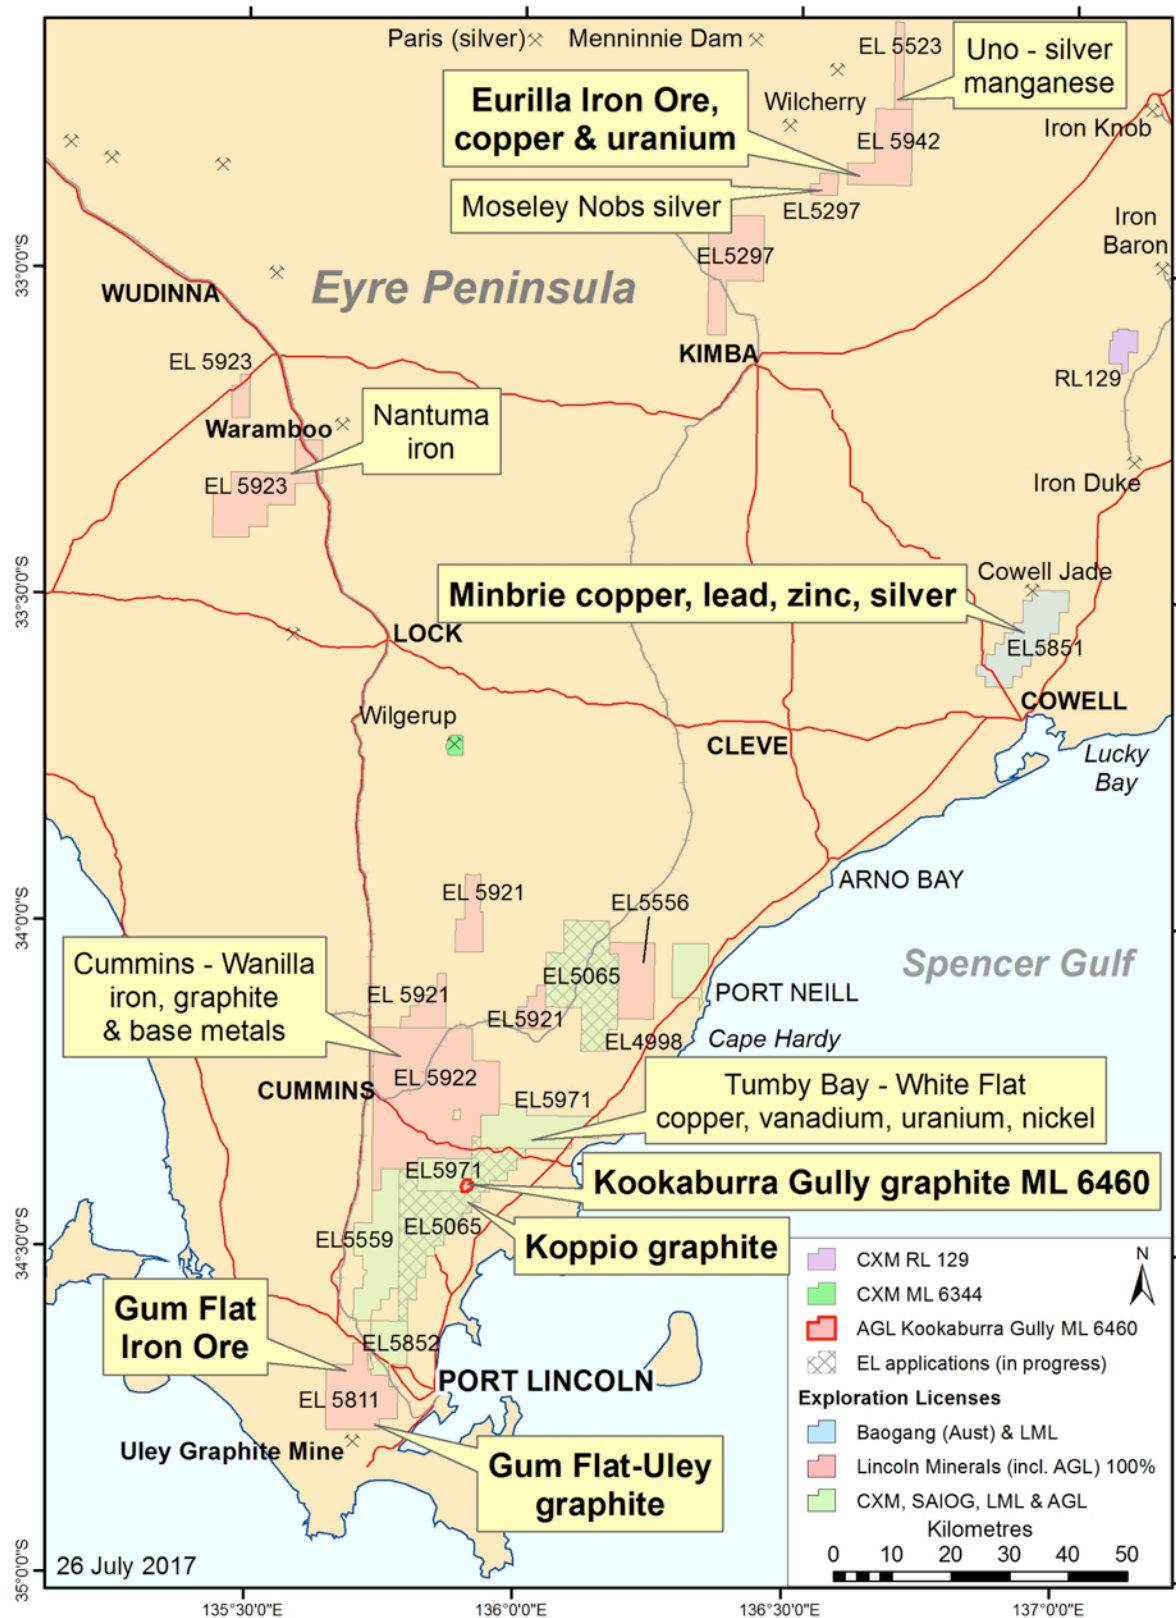 Paris (silver)
Menninnie Dam
EL 5523
Uno - silver
manganese
Eurilla Iron Ore,
copper & uranium
Wilcherry
EL 5942
Iron Knob
Moseley Nobs silver
EL5297
Iron
Baron
EL5297
33°0'0"S
Eyre Peninsula
WUDINNA
KIMBA
EL 5923
RL129
Nantuma
iron
Waramboo
EL 5923
Iron Duke
Cowell Jade
33°30'0"S
Minbrie copper, lead, zinc, silver
LOCK
EL5851
COWELL
Wilgerup
CLEVE
Lucky
Bay
ARNO BAY
EL 5921
EL5556
34°0'0"S
Cummins - Wanilla
iron, graphite
& base metals
EL 5921
EL5065
Spencer Gulf
PORT NEILL
EL5921
EL4998
Cape Hardy
CUMMINS
EL 5922
EL5971
Tumby Bay - White Flat
copper, vanadium, uranium, nickel
EL5971
Kookaburra Gully graphite ML 6460
EL5559
EL5065
Koppio graphite
34°30'0"S
Gum Flat
Iron Ore
EL5852
PORT LINCOLN
EL 5811
Uley Graphite Mine
Gum Flat-Uley
graphite
CXM RL 129
N
CXM ML 6344
AGL Kookaburra Gully ML 6460
EL applications (in progress)
Exploration Licenses
Baogang (Aust) & LML
Lincoln Minerals (incl. AGL) 100%
CXM, SAIOG, LML & AGL
Kilometres
0 10 20 30 40 50
26 July 2017
35°0'0"S
135°30'0"E 136°0'0"E 136°30'0"E 137°0'0"E